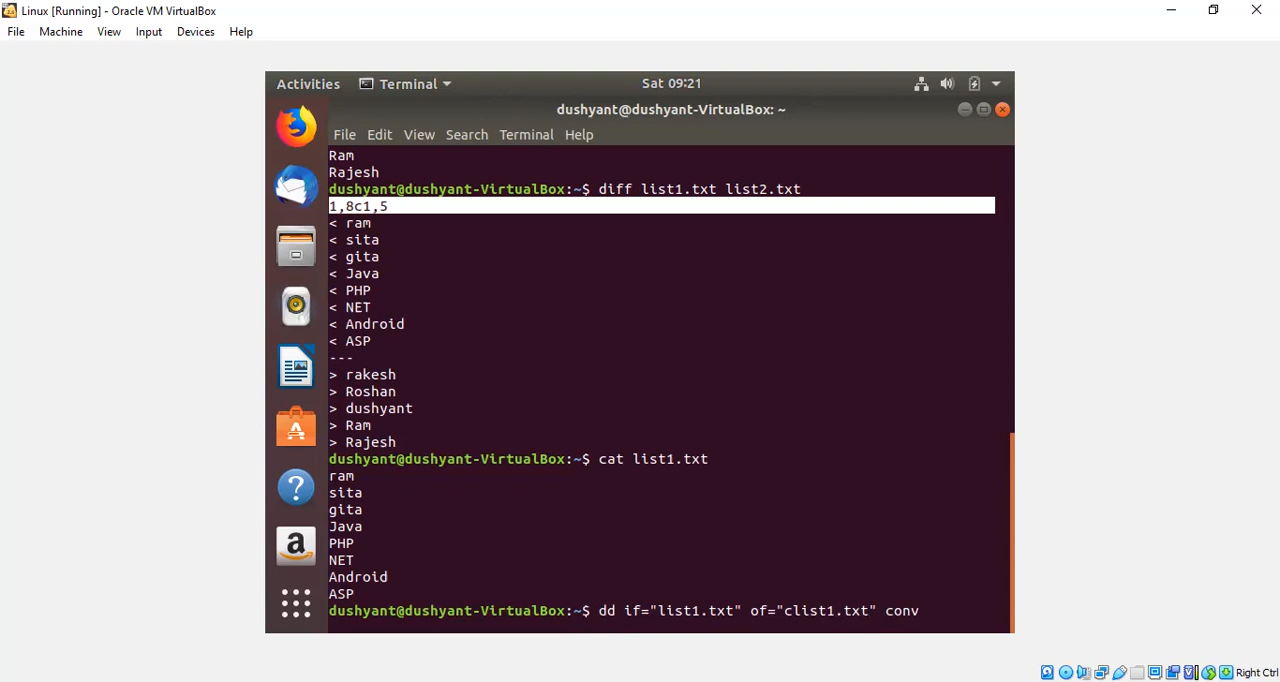 Linux [Running] - Oracle VM VirtualBox
File Machine View Input Devices Help
Activities Terminal Sat 09:21
dushyant@dushyant-VirtualBox: ~
File Edit View Search Terminal Help
Ram
Rajesh
dushyant@dushyant-VirtualBox:~$ diff list1.txt list2.txt
1,8c1,5
< ram
< sita
< gita
< Java
< PHP
< NET
< Android
< ASP
---
> rakesh
> Roshan
> dushyant
> Ram
> Rajesh
dushyant@dushyant-VirtualBox:~$ cat list1.txt
ram
sita
gita
Java
PHP
NET
Android
ASP
dushyant@dushyant-VirtualBox:~$ dd if="list1.txt" of="clist1.txt" conv
Right Ctrl